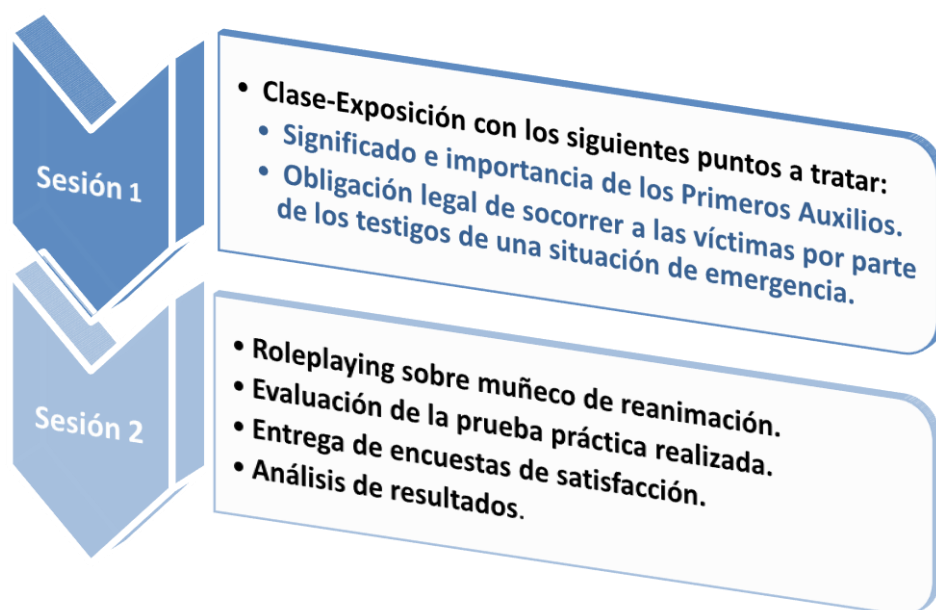 Sesión 1
• Clase-Exposición con los siguientes puntos a tratar:
• Significado e importancia de los Primeros Auxilios.
• Obligación legal de socorrer a las víctimas por parte
de los testigos de una situación de emergencia.
Sesión 2
• Roleplaying sobre muñeco de reanimación.
• Evaluación de la prueba práctica realizada.
• Entrega de encuestas de satisfacción.
• Análisis de resultados.